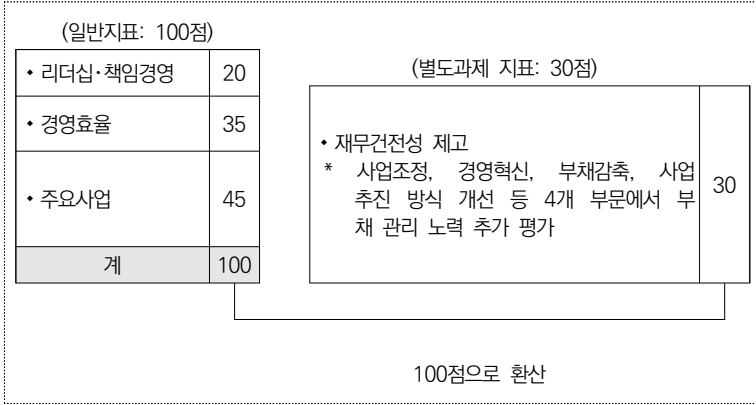 (일반지표: 100점)
◆ 리더십·책임경영 20
◆ 경영효율 35
◆ 주요사업 45
계 100
(별도과제 지표: 30점)
◆ 재무건전성 제고
* 사업조정, 경영혁신, 부채감축, 사업
추진 방식 개선 등 4개 부문에서 부
채 관리 노력 추가 평가
30
100점으로 환산